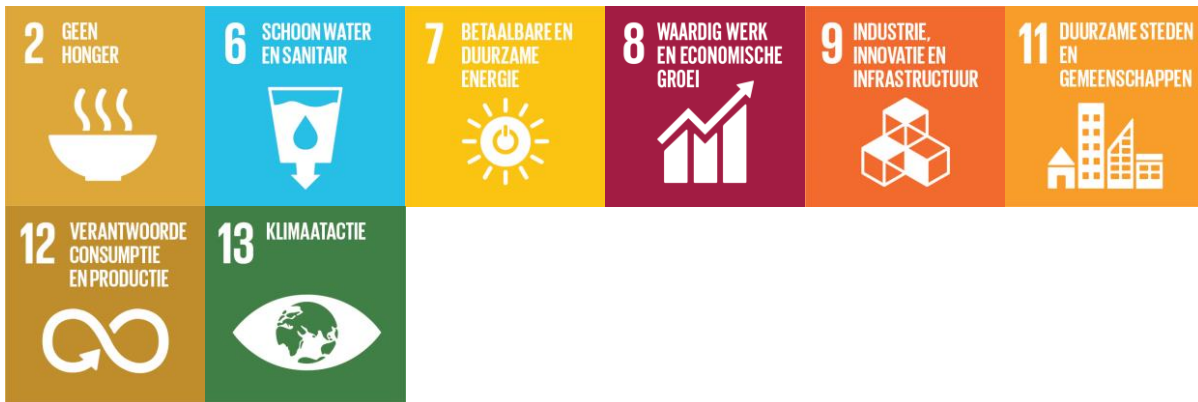 2 GEEN
HONGER
6 SCHOON WATER
EN SANITAIR
7 BETAALBARE EN
DUURZAME
ENERGIE
8 WAARDIG WERK
EN ECONOMISCHE
GROEI
9 INDUSTRIE,
INNOVATIE EN
INFRASTRUCTUUR
11 DUURZAME STEDEN
EN
GEMEENSCHAPPEN
12 VERANTWOORDE
CONSUMPTIE
EN PRODUCTIE
13 KLIMAATACTIE